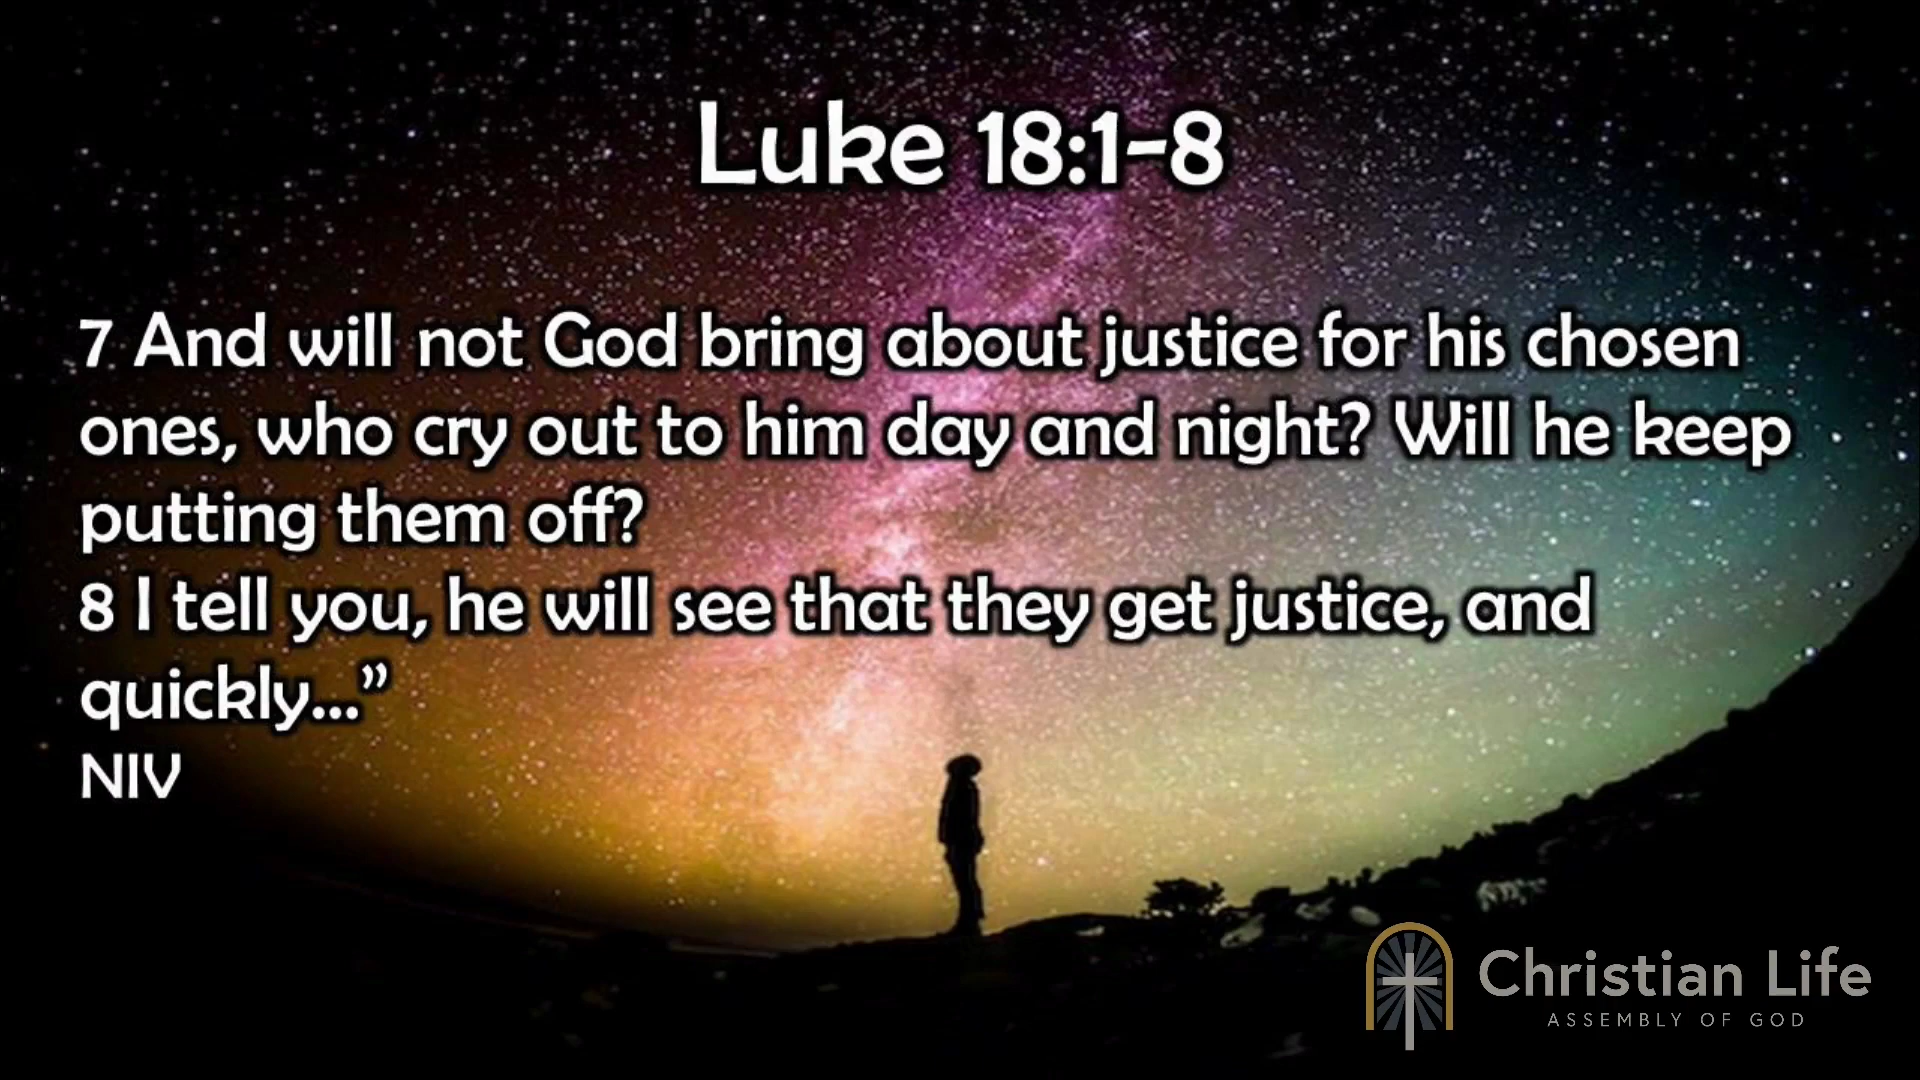 Luke 18:1-8
7 And will not God bring about justice for his chosen
ones, who cry out to him day and night? Will he keep
putting them off?
8 I tell you, he will see that they get justice, and
quickly...”
NIV
Christian Life
ASSEMBLY OF GOD